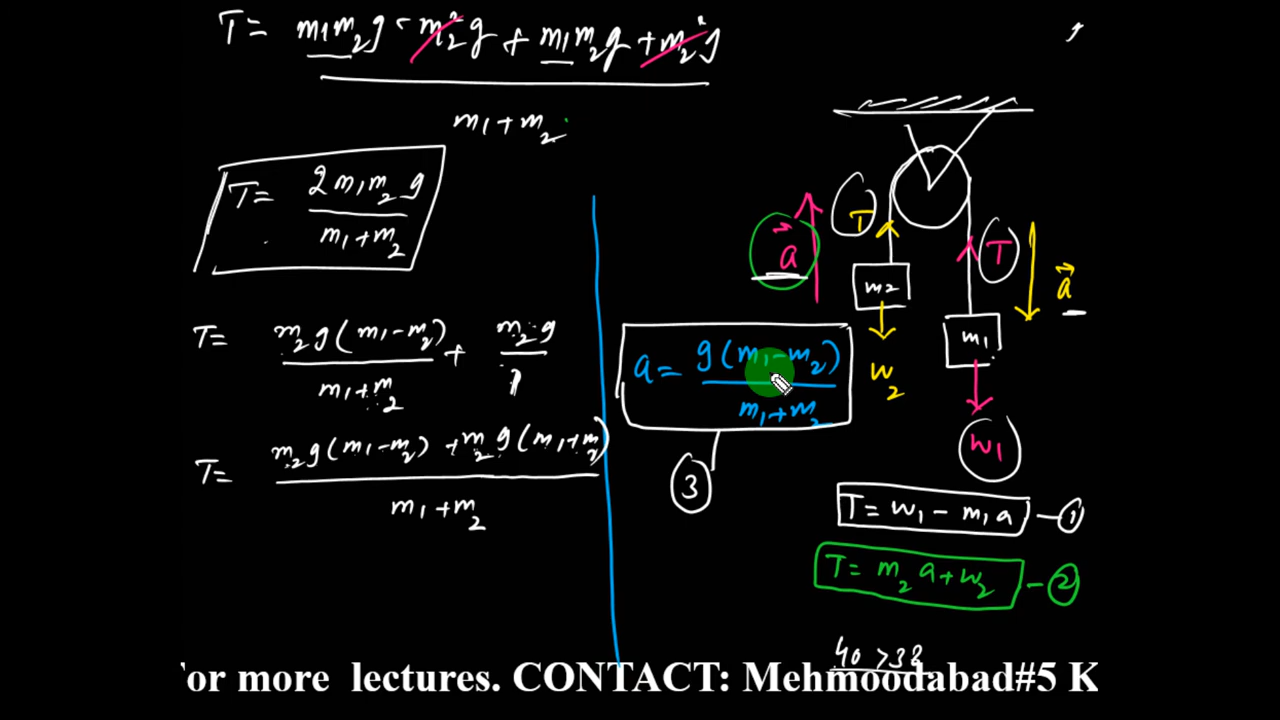 T = m₁m₂g - m₂²g + m₁m₂g + m₂²g
m₁+m₂
T = 2m₁m₂g
m₁+m₂
T = m₂g(m₁-m₂) + m₂g
m₁+m₂ 1
T = m₂g(m₁-m₂) + m₂g(m₁+m₂)
m₁+m₂
a = g(m₁-m₂)
m₁+m₂
3
a
T
T
a
m₂
m₁
W₂
W₁
T = w₁ - m₁a — 1
T = m₂a + w₂ — 2
40 > 38
or more lectures. CONTACT: Mehmoodabad#5 K